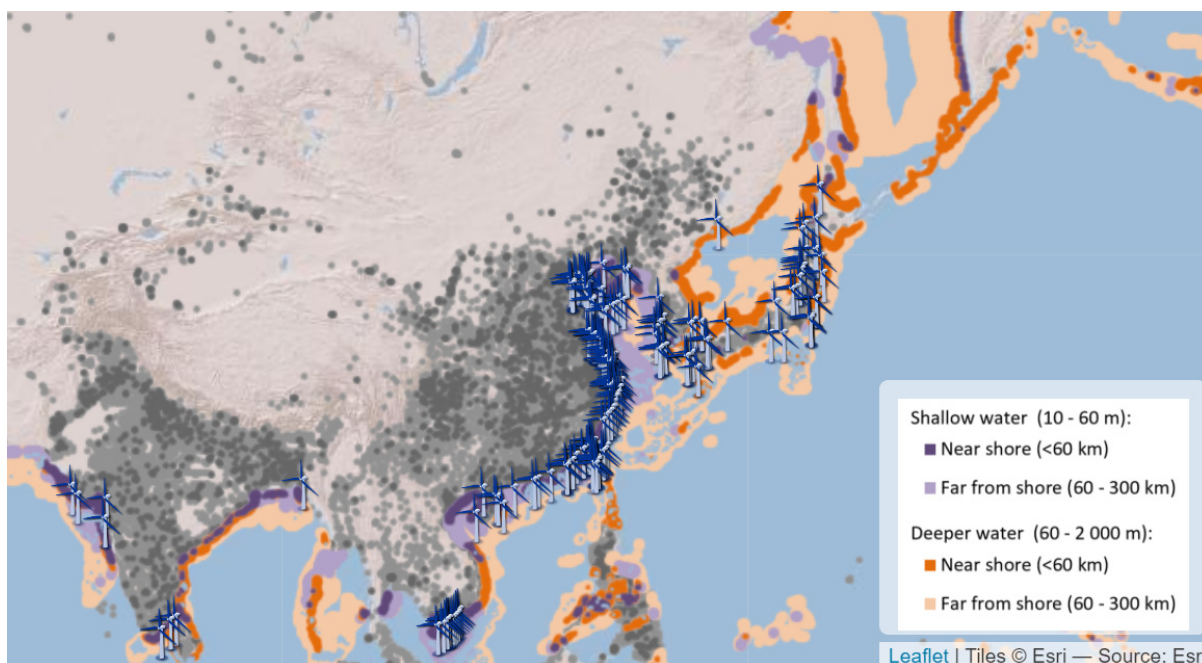 Shallow water (10 - 60 m):
Near shore (<60 km)
Far from shore (60 - 300 km)
Deeper water (60 - 2 000 m):
Near shore (<60 km)
Far from shore (60 - 300 km)
Leaflet | Tiles © Esri — Source: Esr